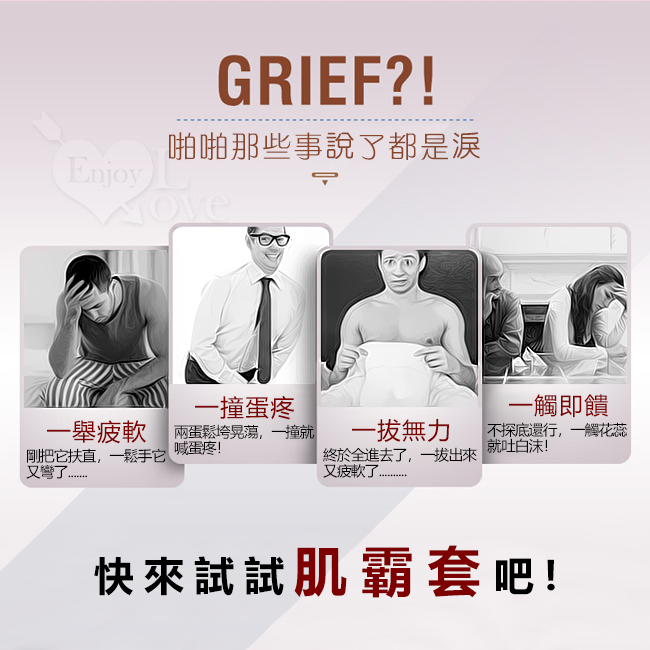 GRIEF?!
啪啪那些事說了都是淚
Enjoy Love
一舉疲軟
剛把它扶直，一鬆手它
又彎了.......
一撞蛋疼
兩蛋鬆垮晃蕩，一撞就
喊蛋疼！
一拔無力
終於全進去了，一拔出來
又疲軟了..........
一觸即饋
不探底還行，一觸花蕊
就吐白沫！
快來試試肌霸套吧！